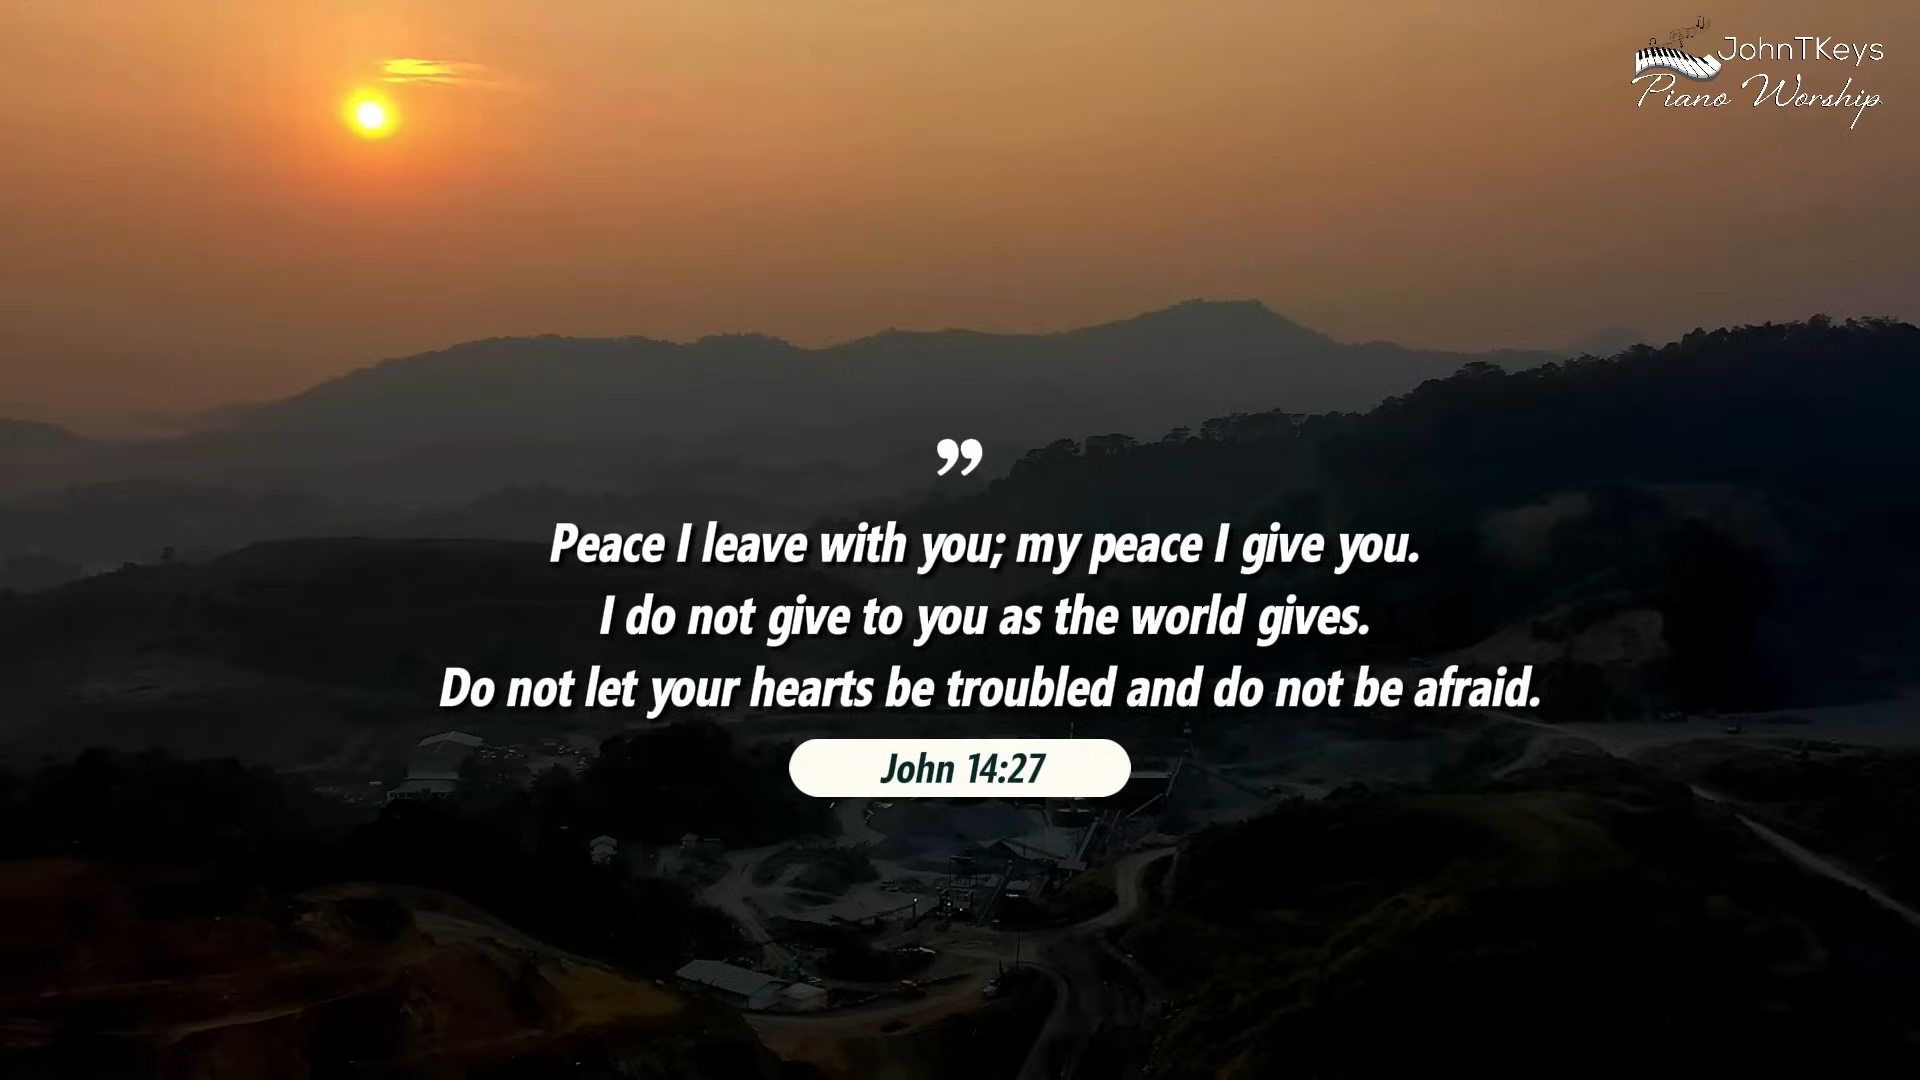 JohnTKeys
Piano Worship
”
Peace I leave with you; my peace I give you.
I do not give to you as the world gives.
Do not let your hearts be troubled and do not be afraid.
John 14:27